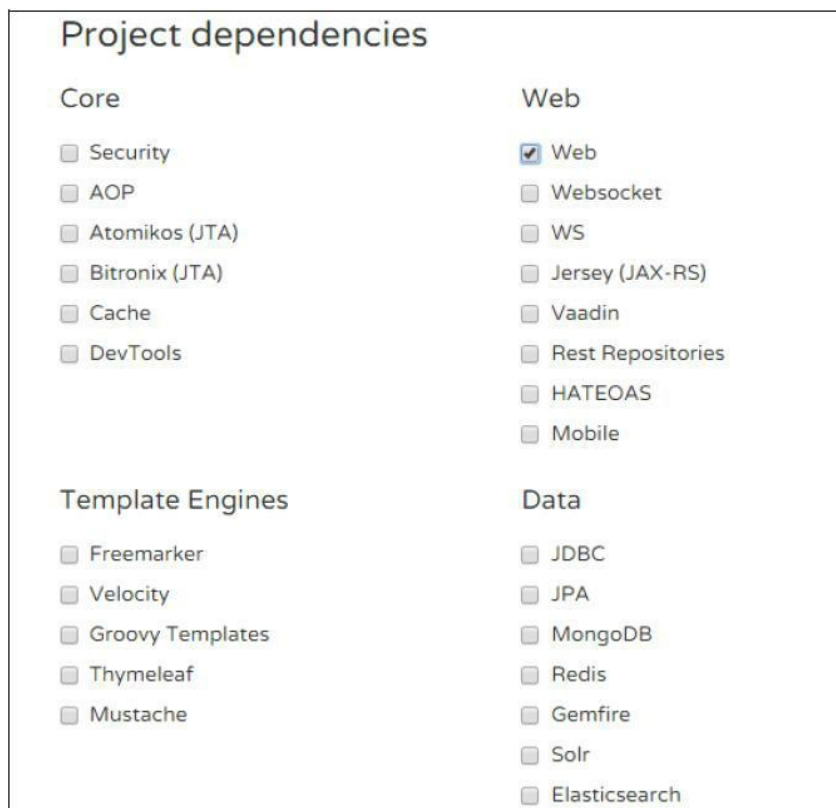 Project dependencies
Core
Security
AOP
Atomikos (JTA)
Bitronix (JTA)
Cache
DevTools
Web
Web
Websocket
WS
Jersey (JAX-RS)
Vaadin
Rest Repositories
HATEOAS
Mobile
Template Engines
Freemarker
Velocity
Groovy Templates
Thymeleaf
Mustache
Data
JDBC
JPA
MongoDB
Redis
Gemfire
Solr
Elasticsearch